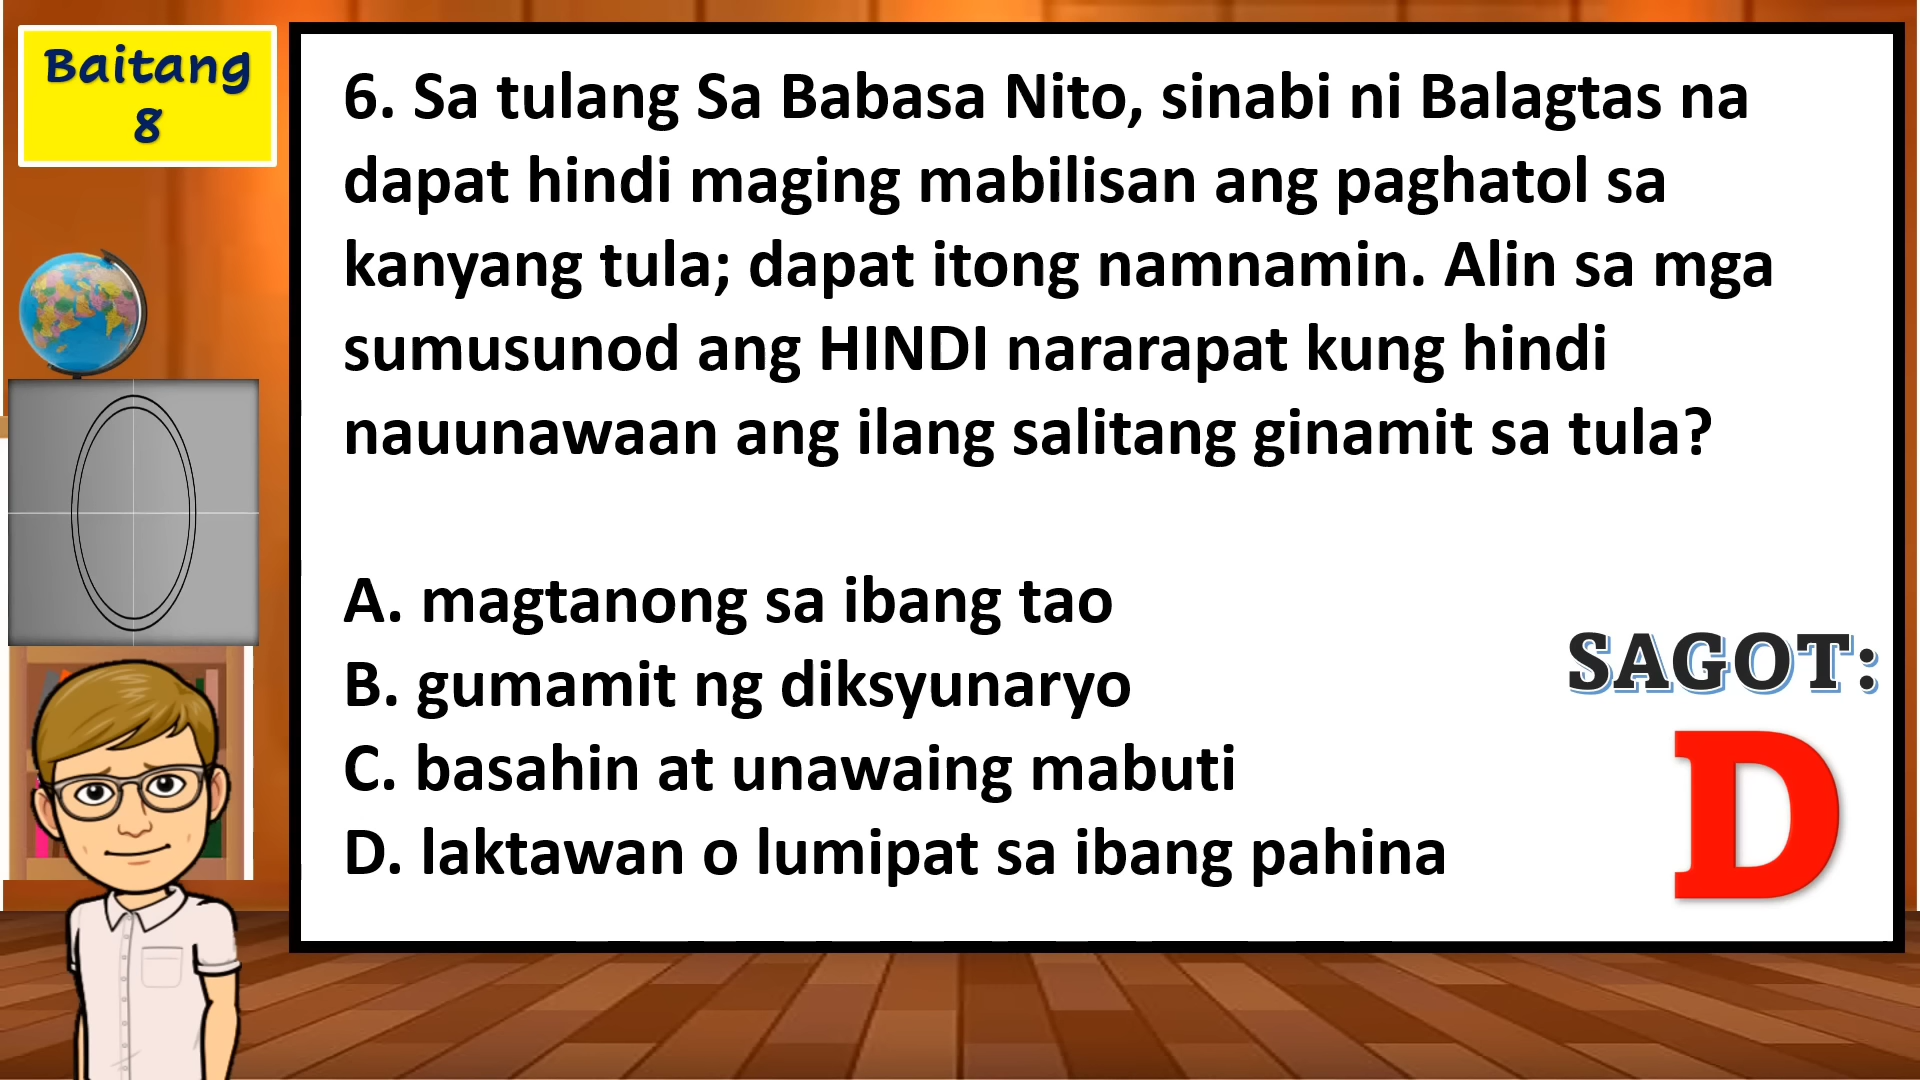 Baitang
8
6. Sa tulang Sa Babasa Nito, sinabi ni Balagtas na
dapat hindi maging mabilisan ang paghatol sa
kanyang tula; dapat itong namnamin. Alin sa mga
sumusunod ang HINDI nararapat kung hindi
nauunawaan ang ilang salitang ginamit sa tula?
A. magtanong sa ibang tao
B. gumamit ng diksyunaryo
C. basahin at unawaing mabuti
D. laktawan o lumipat sa ibang pahina
SAGOT:
D